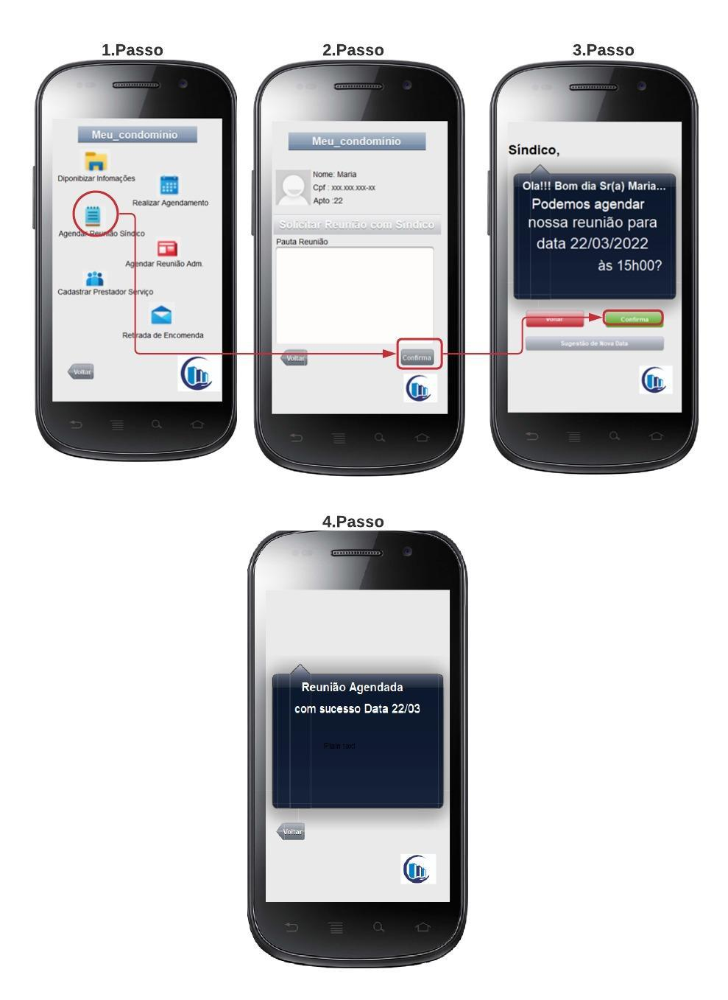 1.Passo
Meu_condomínio
Diponibizar Infomações
Realizar Agendamento
Agendar Reunião Síndico
Agendar Reunião Adm.
Cadastrar Prestador Serviço
Retirada de Encomenda
Voltar
2.Passo
Meu_condomínio
Nome: Maria
Cpf : xxx.xxx.xxx-xx
Apto :22
Solicitar Reunião com Síndico
Pauta Reunião
Voltar
Confirma
3.Passo
Síndico,
Ola!!! Bom dia Sr(a) Maria...
Podemos agendar
nossa reunião para
data 22/03/2022
às 15h00?
Voltar
Confirma
Sugestão de Nova Data
4.Passo
Reunião Agendada
com sucesso Data 22/03
Plain text
Voltar